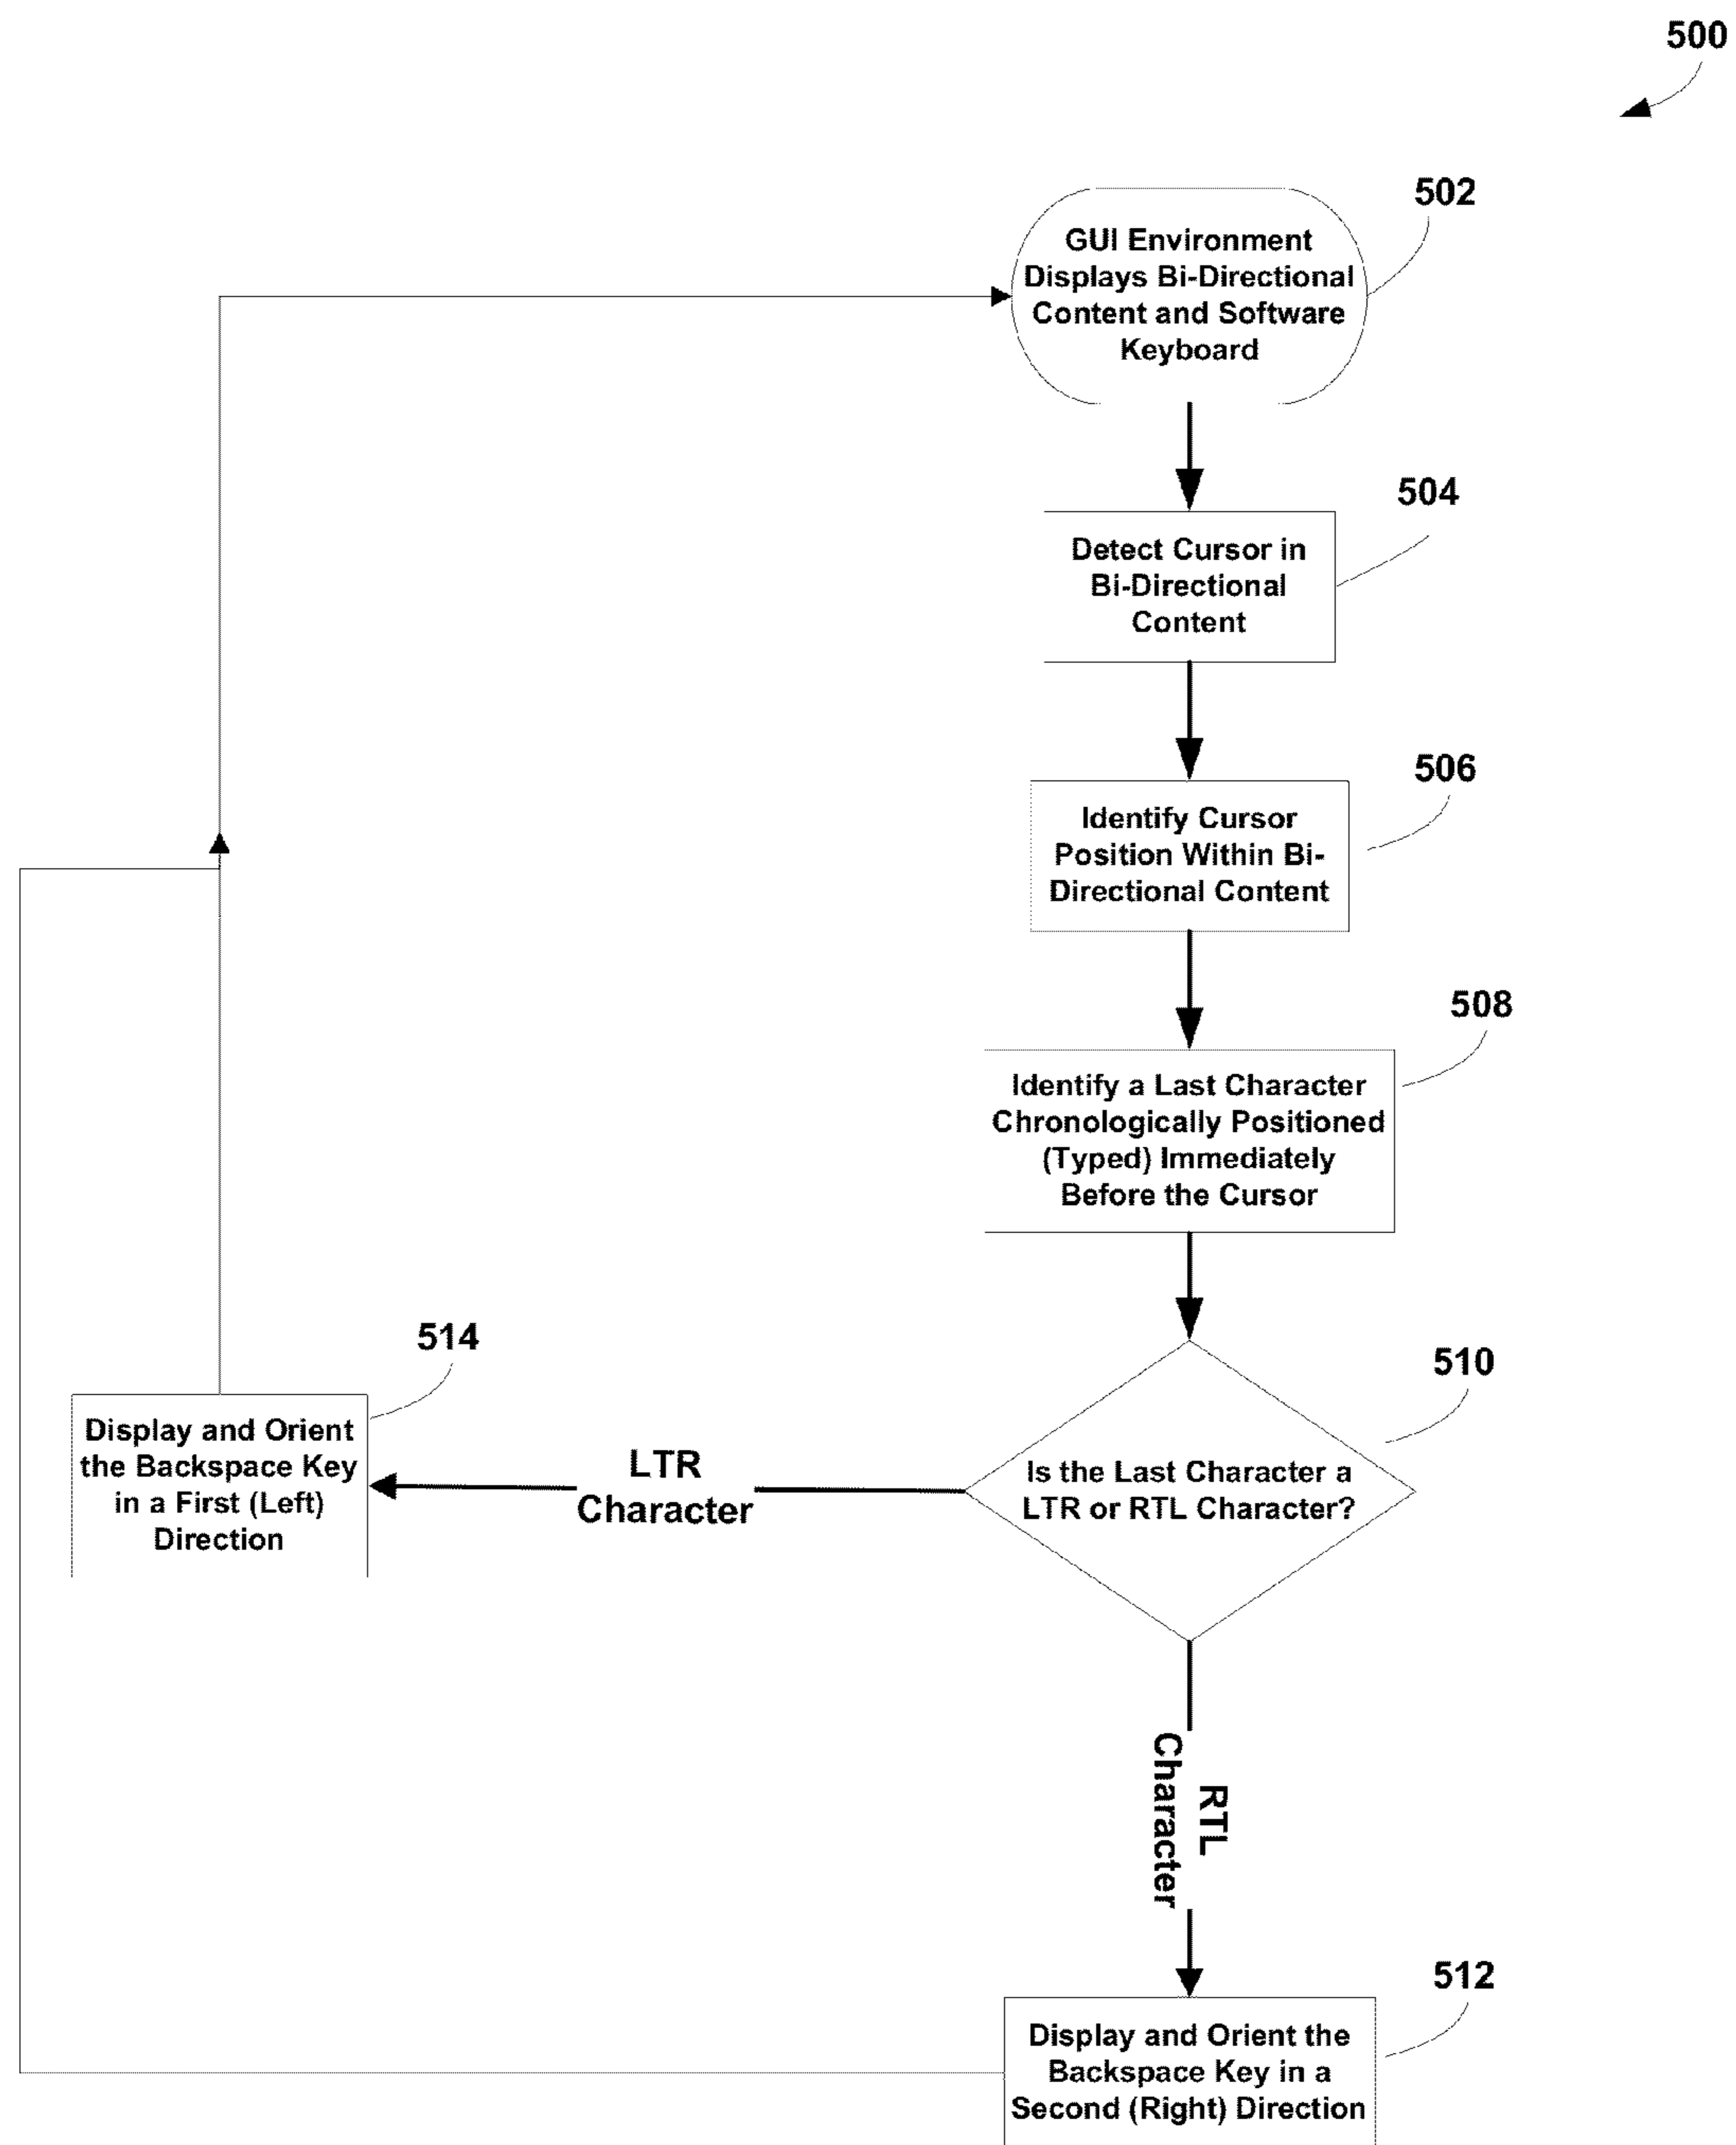 500
502
GUI Environment
Displays Bi-Directional
Content and Software
Keyboard
504
Detect Cursor in
Bi-Directional
Content
506
Identify Cursor
Position Within Bi-
Directional Content
508
Identify a Last Character
Chronologically Positioned
(Typed) Immediately
Before the Cursor
510
Is the Last Character a
LTR or RTL Character?
LTR
Character
514
Display and Orient
the Backspace Key
in a First (Left)
Direction
RTL
Character
512
Display and Orient the
Backspace Key in a
Second (Right) Direction